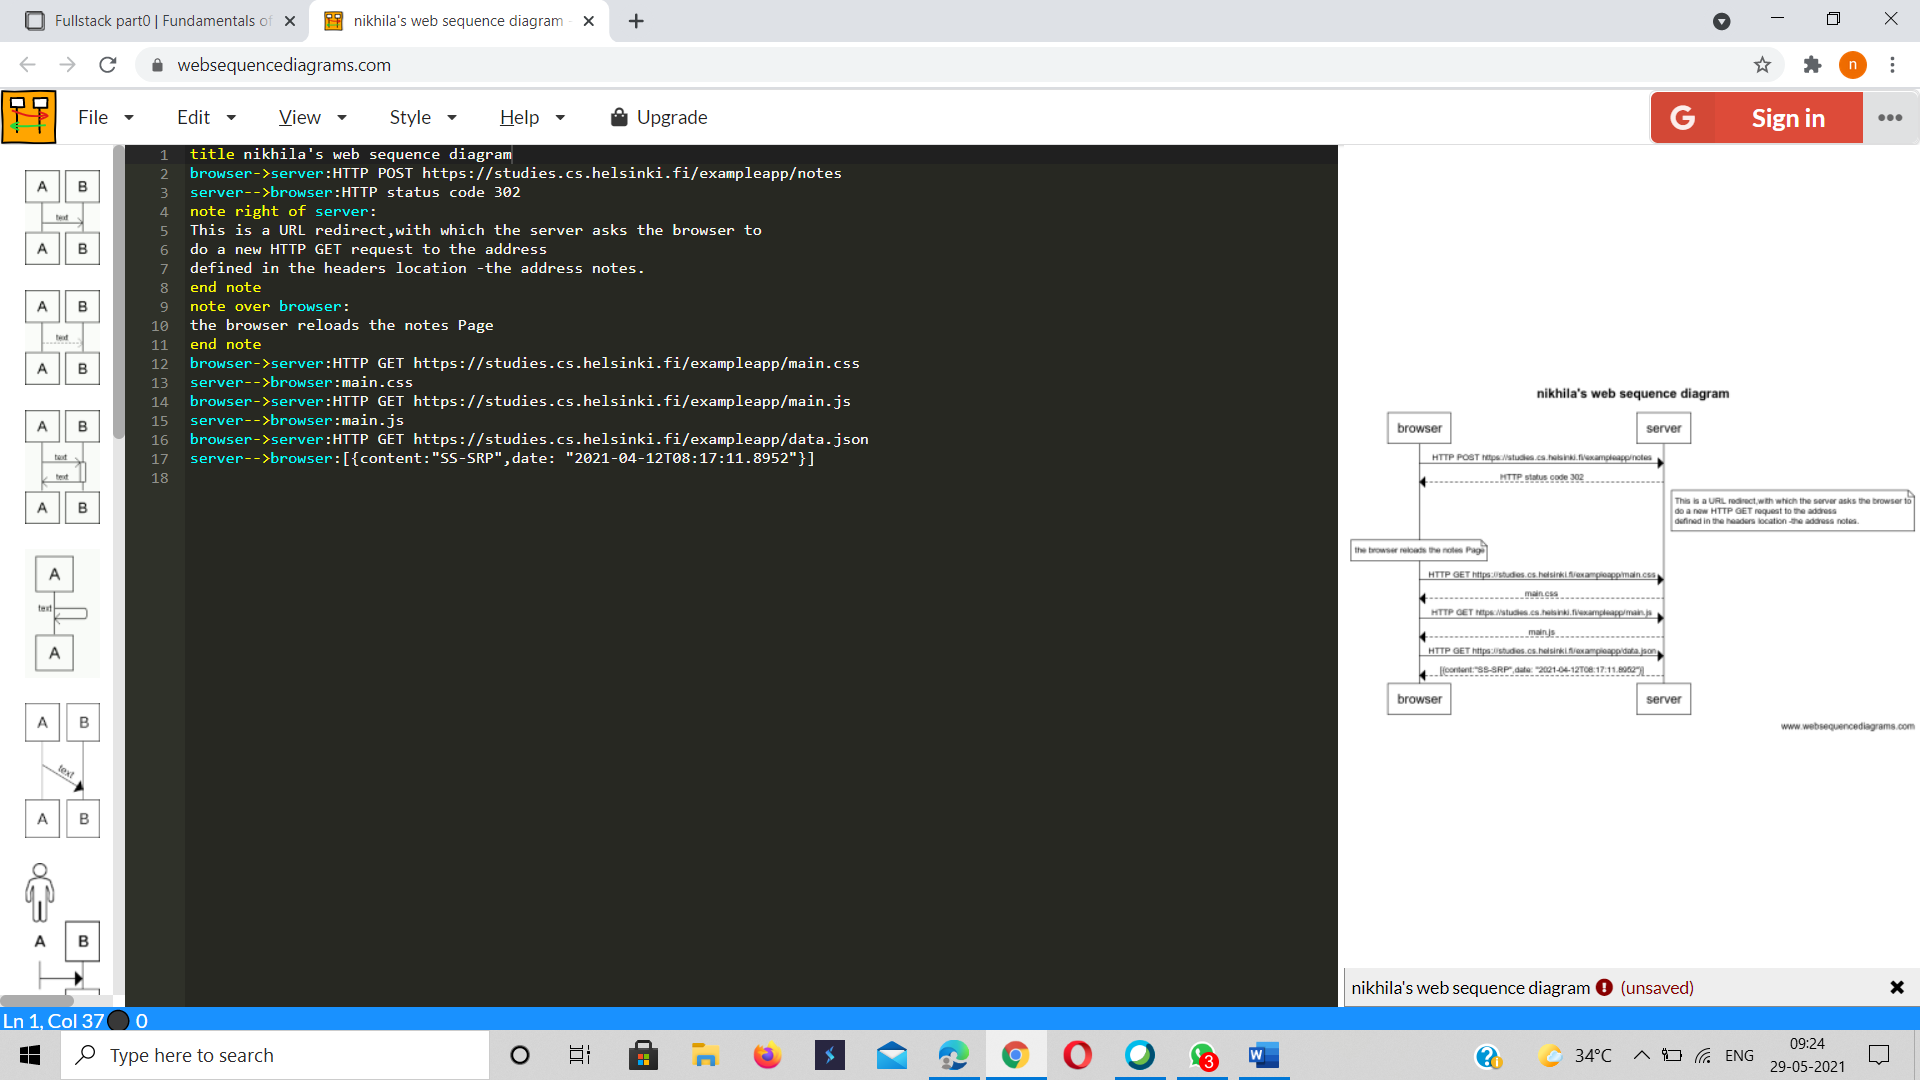 Fullstack part0 | Fundamentals of
nikhila's web sequence diagram
websequencediagrams.com
n
File
Edit
View
Style
Help
Upgrade
G
Sign in
A B
text
A B
A B
text
A B
A B
text
text
A B
A
text
A
A B
text
A B
A B
1 title nikhila's web sequence diagram
2 browser->server:HTTP POST https://studies.cs.helsinki.fi/exampleapp/notes
3 server-->browser:HTTP status code 302
4 note right of server:
5 This is a URL redirect,with which the server asks the browser to
6 do a new HTTP GET request to the address
7 defined in the headers location -the address notes.
8 end note
9 note over browser:
10 the browser reloads the notes Page
11 end note
12 browser->server:HTTP GET https://studies.cs.helsinki.fi/exampleapp/main.css
13 server-->browser:main.css
14 browser->server:HTTP GET https://studies.cs.helsinki.fi/exampleapp/main.js
15 server-->browser:main.js
16 browser->server:HTTP GET https://studies.cs.helsinki.fi/exampleapp/data.json
17 server-->browser:[{content:"SS-SRP",date: "2021-04-12T08:17:11.8952"}]
18
nikhila's web sequence diagram
browser server
HTTP POST https://studies.cs.helsinki.fi/exampleapp/notes
HTTP status code 302
This is a URL redirect,with which the server asks the browser to
do a new HTTP GET request to the address
defined in the headers location -the address notes.
the browser reloads the notes Page
HTTP GET https://studies.cs.helsinki.fi/exampleapp/main.css
main.css
HTTP GET https://studies.cs.helsinki.fi/exampleapp/main.js
main.js
HTTP GET https://studies.cs.helsinki.fi/exampleapp/data.json
[{content:"SS-SRP",date: "2021-04-12T08:17:11.8952"}]
browser server
www.websequencediagrams.com
nikhila's web sequence diagram ! (unsaved)
Ln 1, Col 37 0
Type here to search
3
W
34°C
ENG
09:24
29-05-2021